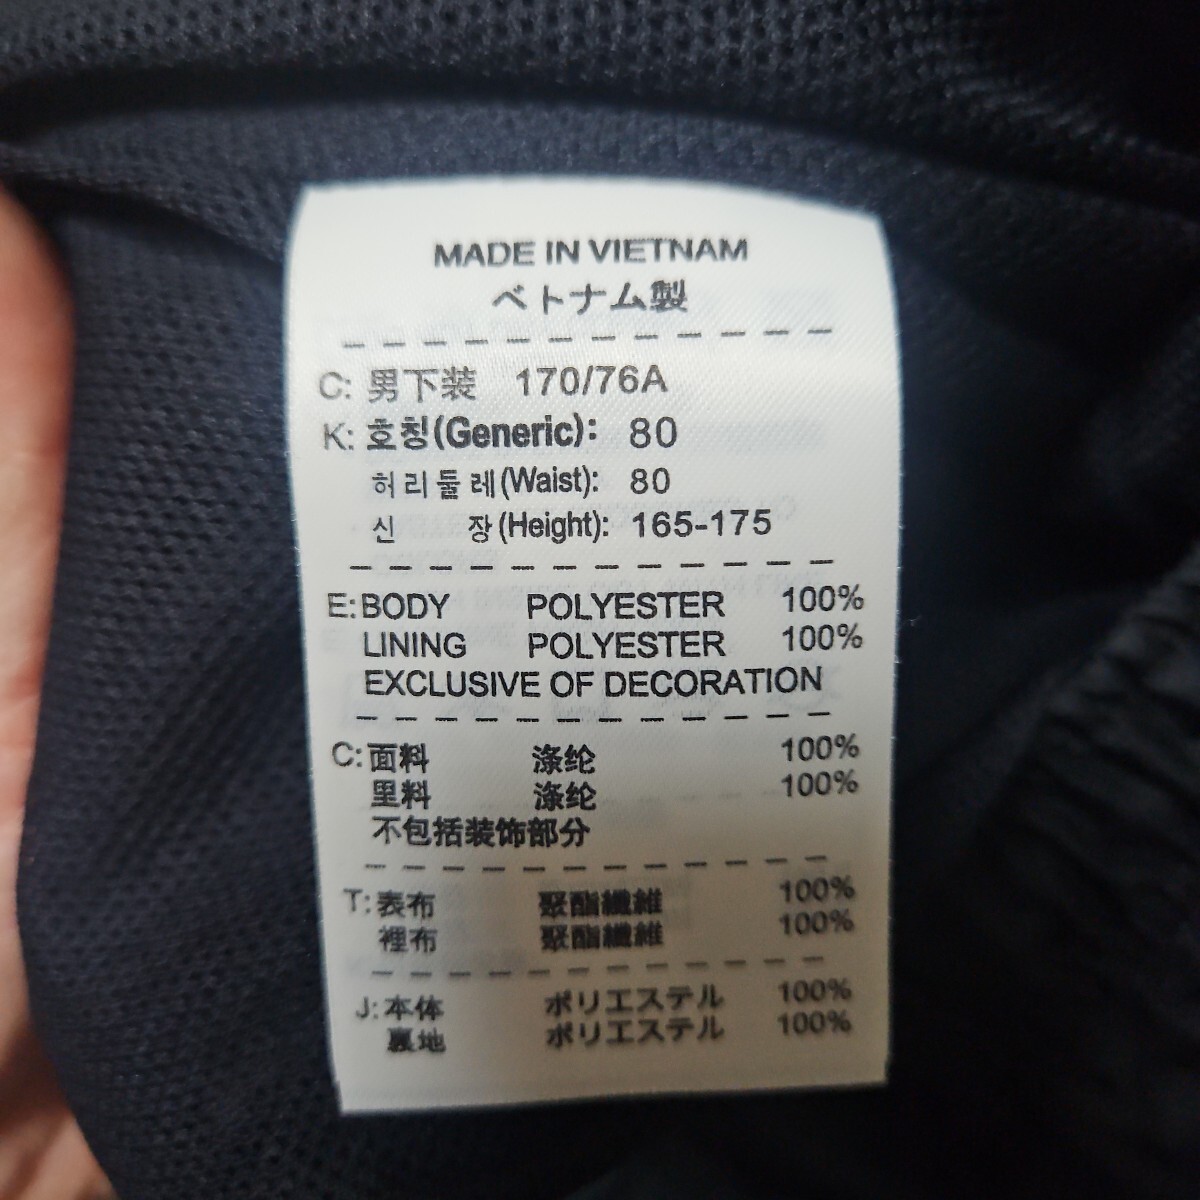 MADE IN VIETNAM
ベトナム製
C: 男下装 170/76A
K: 호칭(Generic): 80
허리둘레(Waist): 80
신 장(Height): 165-175
E: BODY POLYESTER 100%
LINING POLYESTER 100%
EXCLUSIVE OF DECORATION
C: 面料 涤纶 100%
里料 涤纶 100%
不包括装饰部分
T: 表布 聚酯纖維 100%
裡布 聚酯纖維 100%
J: 本体 ポリエステル 100%
裏地 ポリエステル 100%